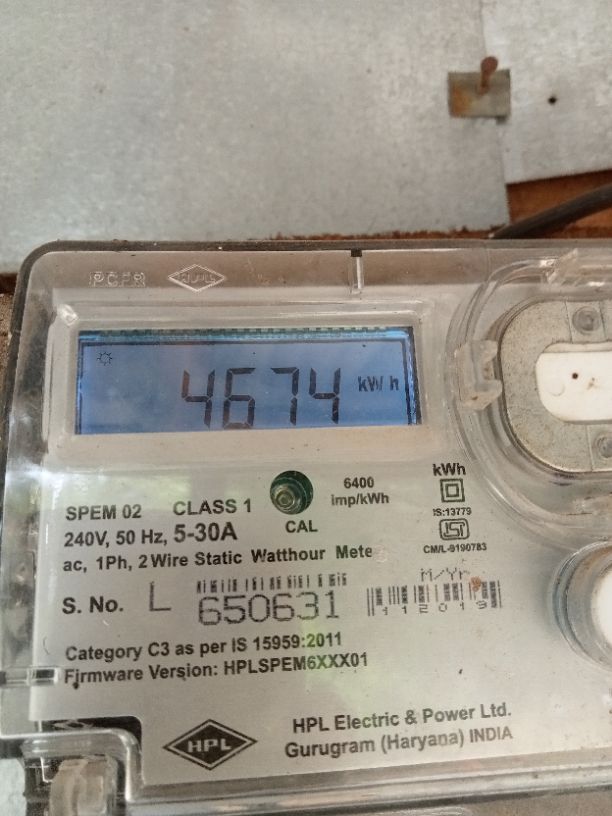 HPL
4674 kWh
6400
imp/kWh
kWh
IS:13779
CM/L-9190783
SPEM 02 CLASS 1
CAL
240V, 50 Hz, 5-30A
ac, 1Ph, 2 Wire Static Watthour Mete
M/Yr.
S. No. L 650631
112019
Category C3 as per IS 15959:2011
Firmware Version: HPLSPEM6XXX01
HPL
HPL Electric & Power Ltd.
Gurugram (Haryana) INDIA